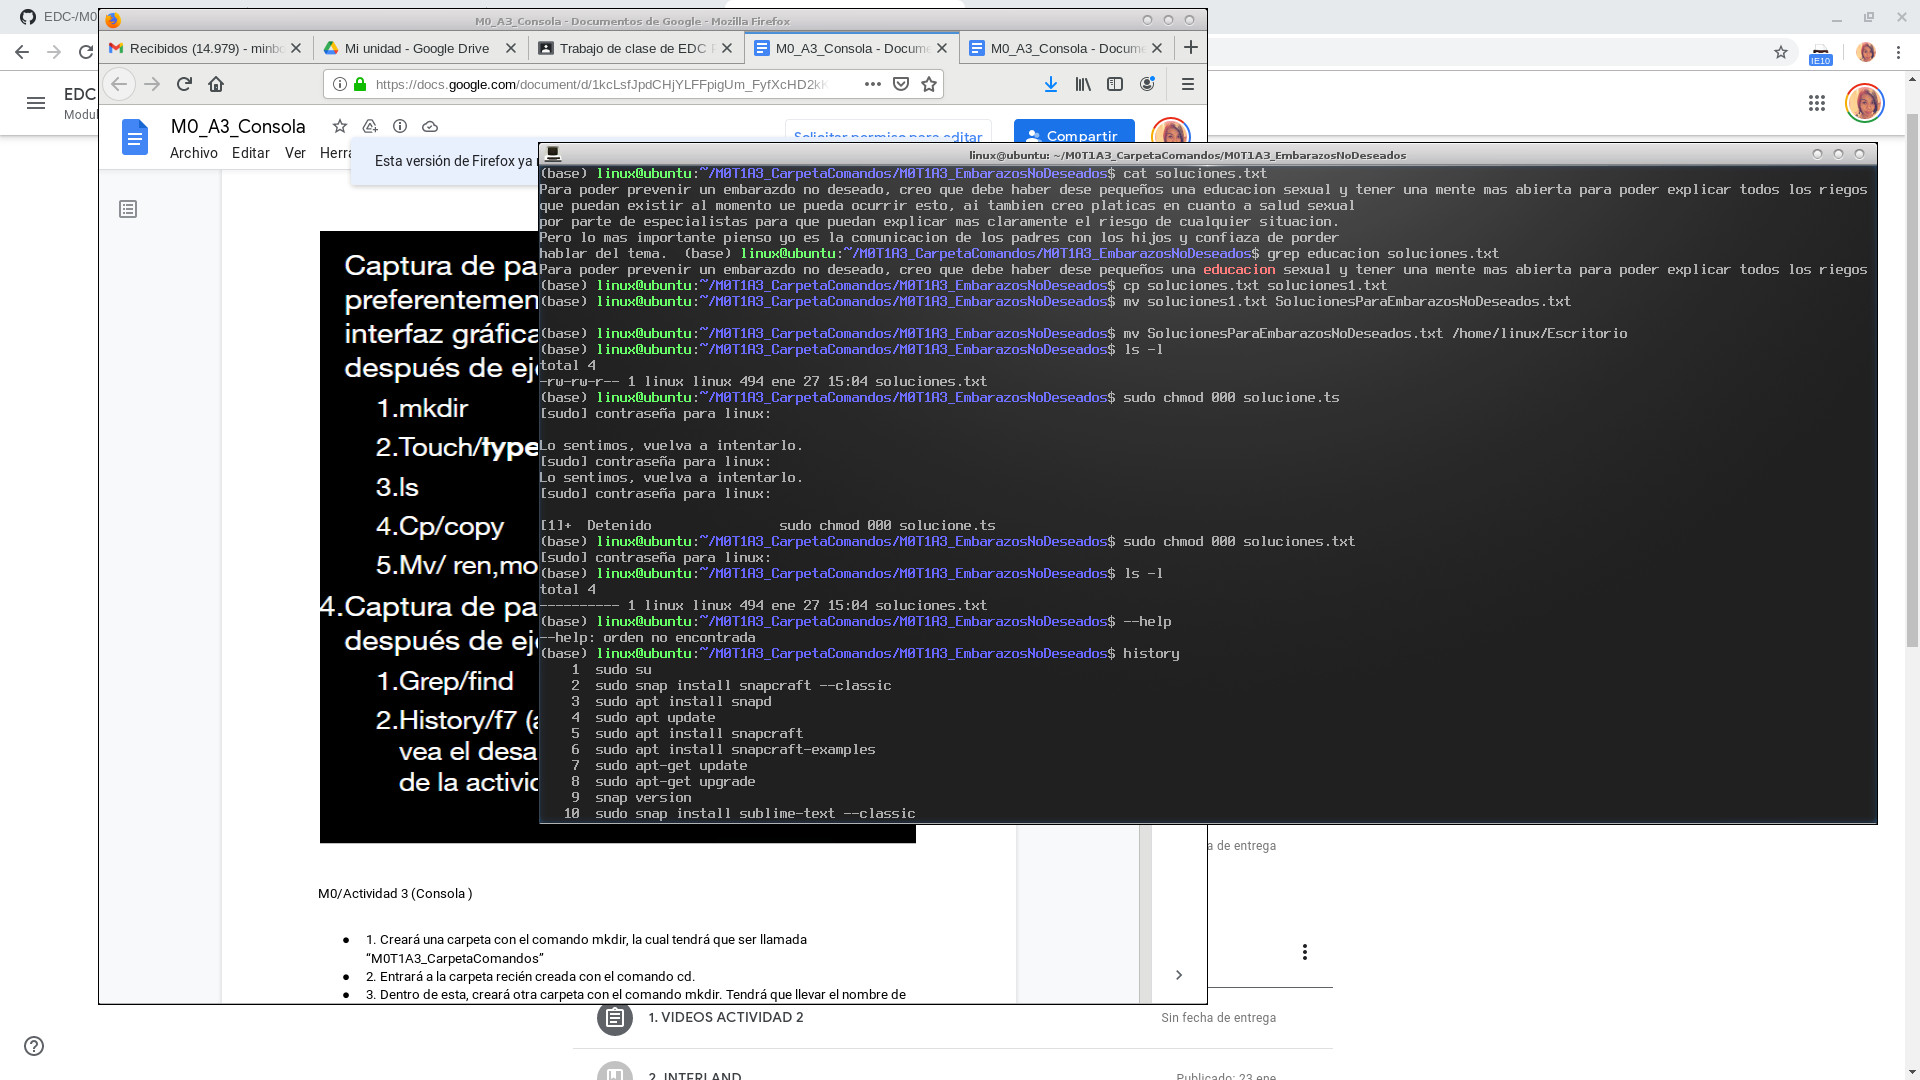 EDC-/M0
M0_A3_Consola - Documentos de Google - Mozilla Firefox
Recibidos (14.979) - minb
Mi unidad - Google Drive
Trabajo de clase de EDC
M0_A3_Consola - Docume
M0_A3_Consola - Docume
https://docs.google.com/document/d/1kcLsfJpdCHjYLFFpigUm_FyfXcHD2k
IE10
EDC
Modul
M0_A3_Consola
Solicitar permiso para editar
Compartir
Archivo Editar Ver Herra
Esta versión de Firefox ya
linux@ubuntu: ~/M0T1A3_CarpetaComandos/M0T1A3_EmbarazosNoDeseados
(base) linux@ubuntu:~/M0T1A3_CarpetaComandos/M0T1A3_EmbarazosNoDeseados$ cat soluciones.txt
Para poder prevenir un embarazdo no deseado, creo que debe haber dese pequeños una educacion sexual y tener una mente mas abierta para poder explicar todos los riegos
que puedan existir al momento ue pueda ocurrir esto, ai tambien creo platicas en cuanto a salud sexual
por parte de especialistas para que puedan explicar mas claramente el riesgo de cualquier situacion.
Pero lo mas importante pienso yo es la comunicacion de los padres con los hijos y confiaza de porder
hablar del tema.  (base) linux@ubuntu:~/M0T1A3_CarpetaComandos/M0T1A3_EmbarazosNoDeseados$ grep educacion soluciones.txt
Para poder prevenir un embarazdo no deseado, creo que debe haber dese pequeños una educacion sexual y tener una mente mas abierta para poder explicar todos los riegos
(base) linux@ubuntu:~/M0T1A3_CarpetaComandos/M0T1A3_EmbarazosNoDeseados$ cp soluciones.txt soluciones1.txt
(base) linux@ubuntu:~/M0T1A3_CarpetaComandos/M0T1A3_EmbarazosNoDeseados$ mv soluciones1.txt SolucionesParaEmbarazosNoDeseados.txt
(base) linux@ubuntu:~/M0T1A3_CarpetaComandos/M0T1A3_EmbarazosNoDeseados$ mv SolucionesParaEmbarazosNoDeseados.txt /home/linux/Escritorio
(base) linux@ubuntu:~/M0T1A3_CarpetaComandos/M0T1A3_EmbarazosNoDeseados$ ls -l
total 4
-rw-rw-r-- 1 linux linux 494 ene 27 15:04 soluciones.txt
(base) linux@ubuntu:~/M0T1A3_CarpetaComandos/M0T1A3_EmbarazosNoDeseados$ sudo chmod 000 solucione.ts
[sudo] contraseña para linux:
Lo sentimos, vuelva a intentarlo.
[sudo] contraseña para linux:
Lo sentimos, vuelva a intentarlo.
[sudo] contraseña para linux:
[1]+  Detenido                sudo chmod 000 solucione.ts
(base) linux@ubuntu:~/M0T1A3_CarpetaComandos/M0T1A3_EmbarazosNoDeseados$ sudo chmod 000 soluciones.txt
[sudo] contraseña para linux:
(base) linux@ubuntu:~/M0T1A3_CarpetaComandos/M0T1A3_EmbarazosNoDeseados$ ls -l
total 4
---------- 1 linux linux 494 ene 27 15:04 soluciones.txt
(base) linux@ubuntu:~/M0T1A3_CarpetaComandos/M0T1A3_EmbarazosNoDeseados$ --help
--help: orden no encontrada
(base) linux@ubuntu:~/M0T1A3_CarpetaComandos/M0T1A3_EmbarazosNoDeseados$ history
1  sudo su
2  sudo snap install snapcraft --classic
3  sudo apt install snapd
4  sudo apt update
5  sudo apt install snapcraft
6  sudo apt install snapcraft-examples
7  sudo apt-get update
8  sudo apt-get upgrade
9  snap version
10  sudo snap install sublime-text --classic
Captura de pa
preferentemen
interfaz gráfica
después de ej
1.mkdir
2.Touch/type
3.ls
4.Cp/copy
5.Mv/ ren,mo
4.Captura de pa
después de ej
1.Grep/find
2.History/f7 (
vea el desa
de la activid
M0/Actividad 3 (Consola )
● 1. Creará una carpeta con el comando mkdir, la cual tendrá que ser llamada
“M0T1A3_CarpetaComandos”
● 2. Entrará a la carpeta recién creada con el comando cd.
● 3. Dentro de esta, creará otra carpeta con el comando mkdir. Tendrá que llevar el nombre de
a de entrega
1. VIDEOS ACTIVIDAD 2
Sin fecha de entrega
2. INTERLAND
Publicado: 23 ene